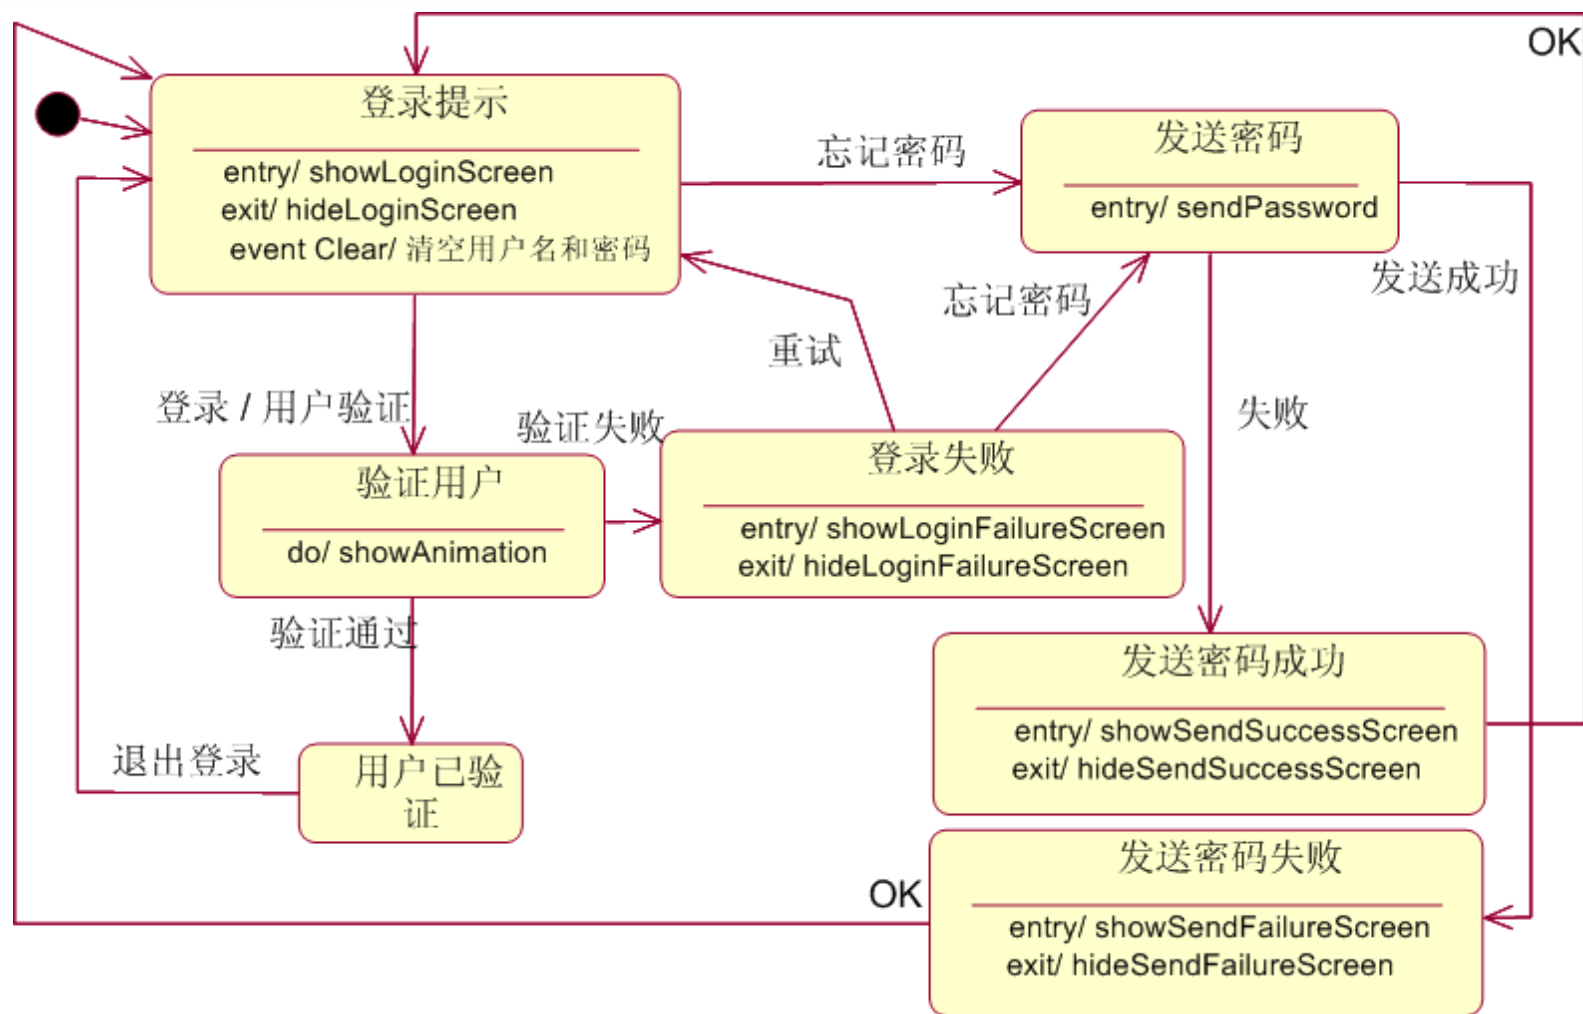 OK
登录提示
entry/ showLoginScreen
exit/ hideLoginScreen
event Clear/ 清空用户名和密码
忘记密码
发送密码
entry/ sendPassword
发送成功
忘记密码
重试
登录 / 用户验证
验证失败
失败
登录失败
entry/ showLoginFailureScreen
exit/ hideLoginFailureScreen
验证用户
do/ showAnimation
验证通过
发送密码成功
entry/ showSendSuccessScreen
exit/ hideSendSuccessScreen
退出登录
用户已验
证
OK
发送密码失败
entry/ showSendFailureScreen
exit/ hideSendFailureScreen